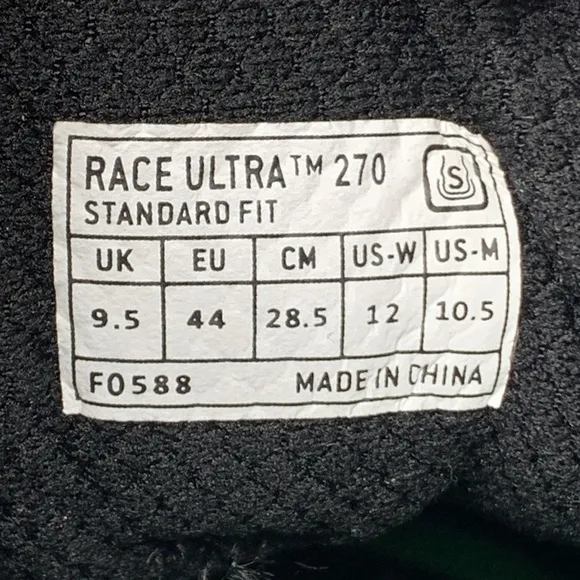 RACE ULTRA™ 270
S
STANDARD FIT
UK EU CM US-W US-M
9.5 44 28.5 12 10.5
F0588 MADE IN CHINA